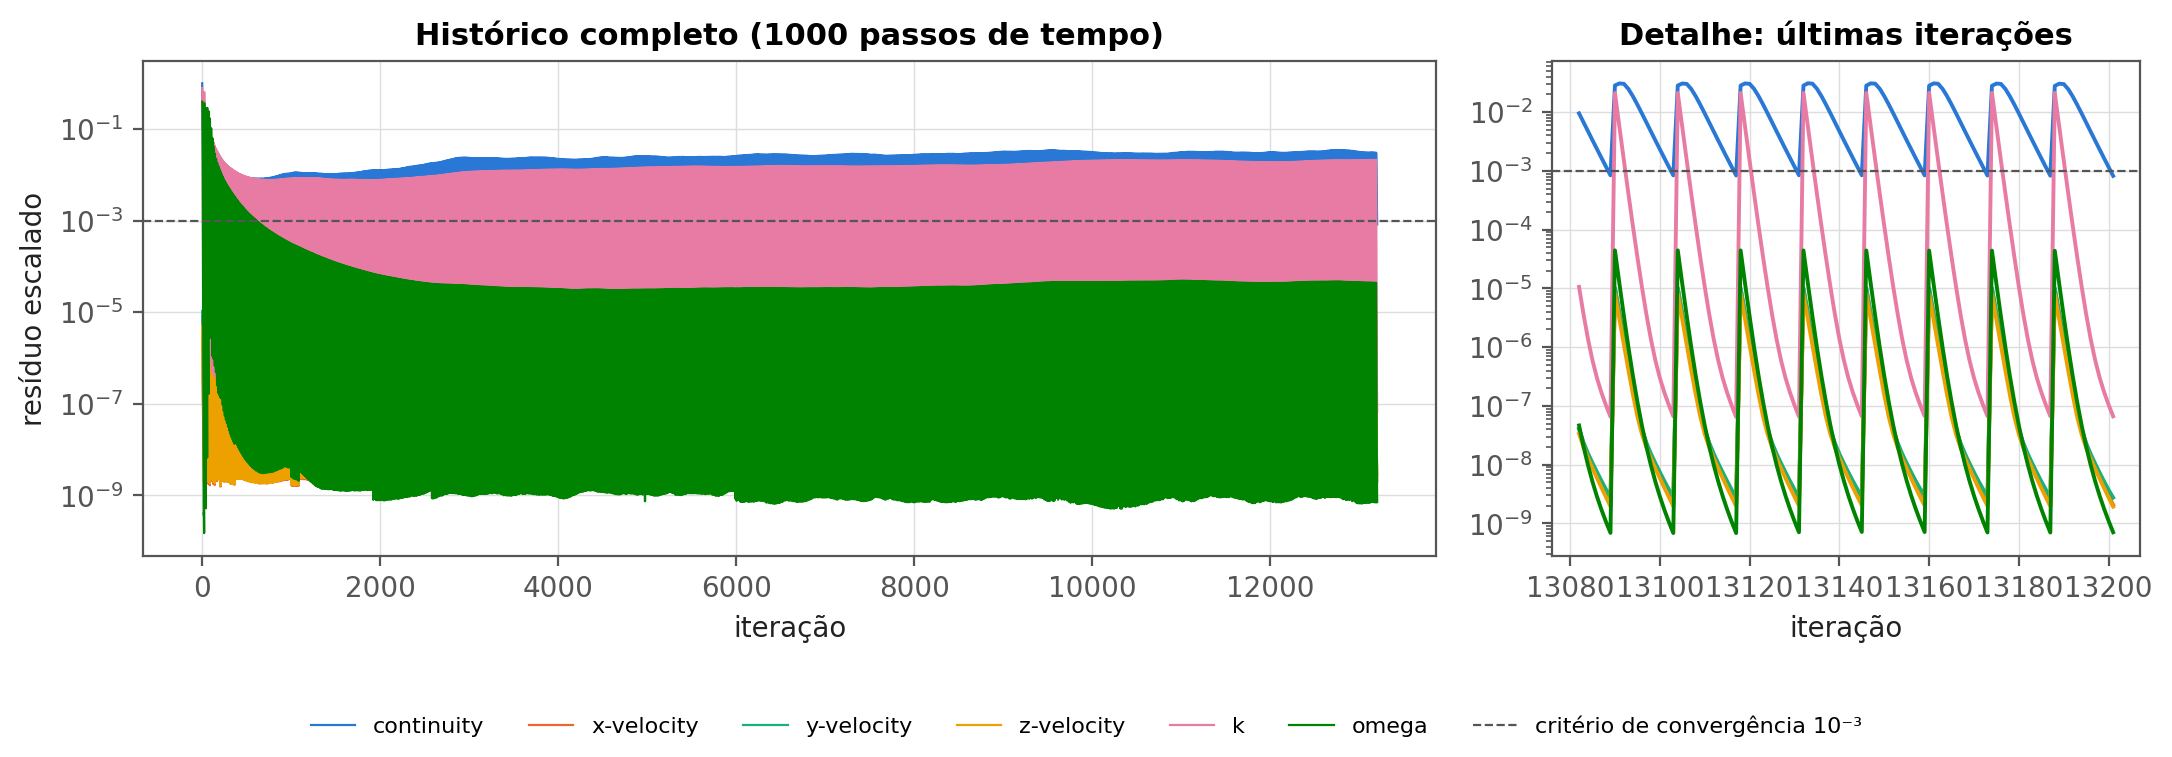 Histórico completo (1000 passos de tempo)
resíduo escalado
10⁻¹
10⁻³
10⁻⁵
10⁻⁷
10⁻⁹
0 2000 4000 6000 8000 10000 12000
iteração
Detalhe: últimas iterações
10⁻²
10⁻³
10⁻⁴
10⁻⁵
10⁻⁶
10⁻⁷
10⁻⁸
10⁻⁹
13080 13100 13120 13140 13160 13180 13200
iteração
continuity x-velocity y-velocity z-velocity k omega critério de convergência 10⁻³